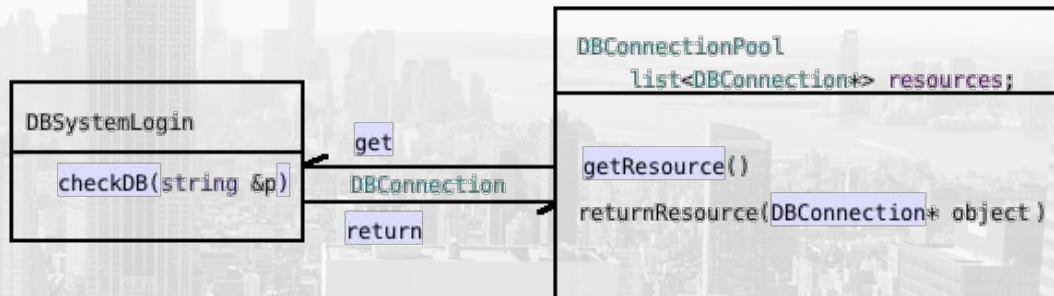 DBSystemLogin
checkDB(string &p)
get
DBConnection
return
DBConnectionPool
list<DBConnection*> resources;
getResource()
returnResource(DBConnection* object )